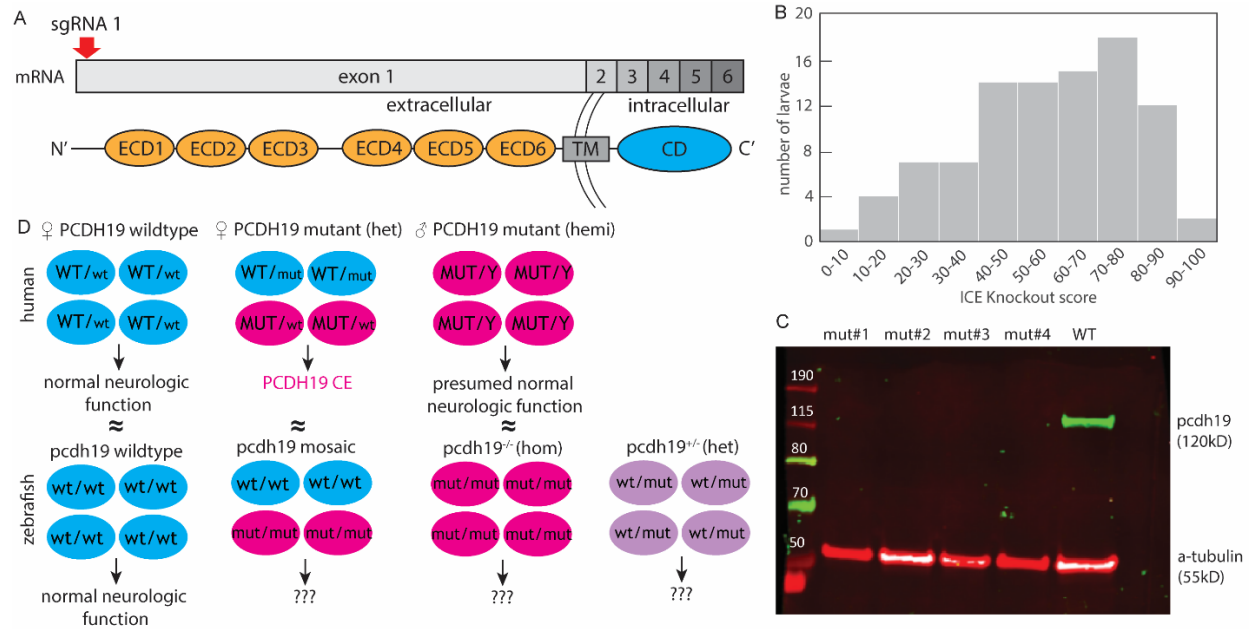 A
sgRNA 1
mRNA
exon 1
2
3
4
5
6
extracellular
intracellular
N'
ECD1
ECD2
ECD3
ECD4
ECD5
ECD6
TM
CD
C'
B
number of larvae
20
16
12
8
4
0
0-10
10-20
20-30
30-40
40-50
50-60
60-70
70-80
80-90
90-100
ICE Knockout score
C
mut#1 mut#2 mut#3 mut#4 WT
190
115
80
70
50
pcdh19
(120kD)
a-tubulin
(55kD)
D
♀ PCDH19 wildtype
♀ PCDH19 mutant (het)
♂ PCDH19 mutant (hemi)
human
WT/wt WT/wt
WT/mut WT/mut
MUT/Y MUT/Y
WT/wt WT/wt
MUT/wt MUT/wt
MUT/Y MUT/Y
normal neurologic
function
PCDH19 CE
presumed normal
neurologic function
≈
≈
≈
pcdh19 wildtype
pcdh19 mosaic
pcdh19-/- (hom)
pcdh19+/- (het)
zebrafish
wt/wt wt/wt
wt/wt wt/wt
mut/mut mut/mut
wt/mut wt/mut
wt/wt wt/wt
mut/mut mut/mut
mut/mut mut/mut
wt/mut wt/mut
normal neurologic
function
???
???
???